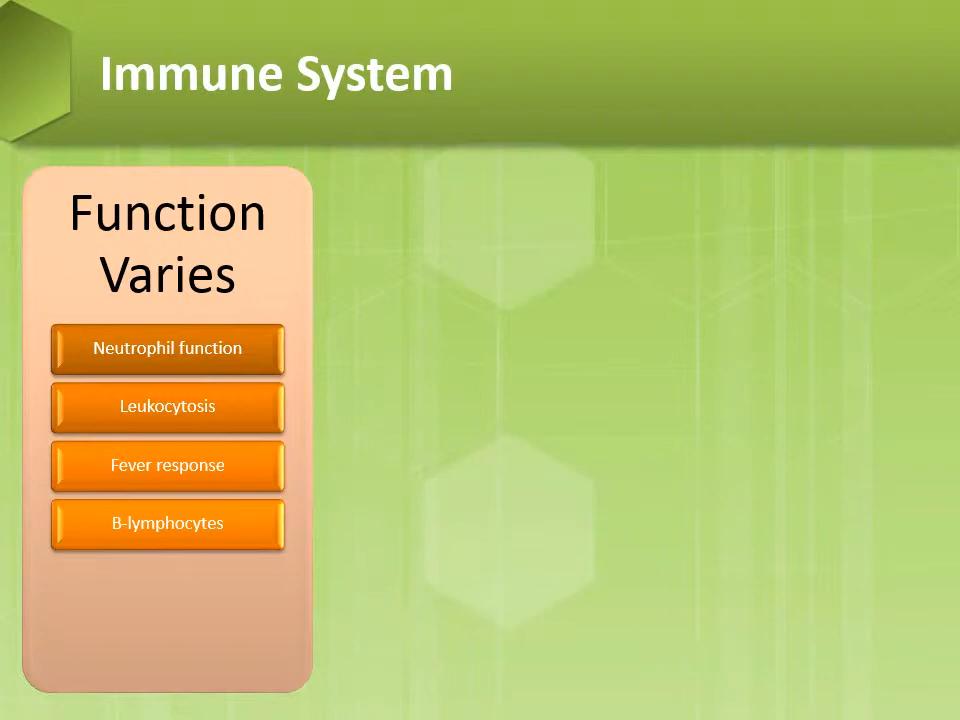 Immune System
Function
Varies
Neutrophil function
Leukocytosis
Fever response
B-lymphocytes